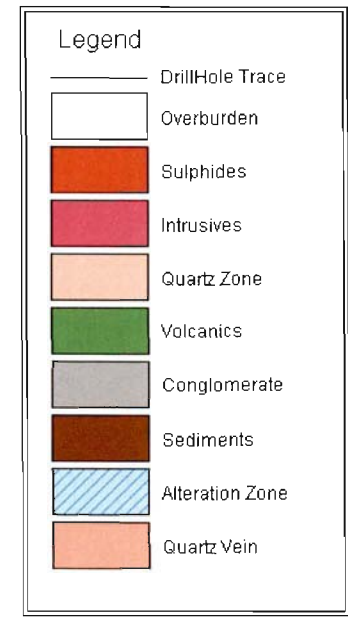 Legend
DrillHole Trace
Overburden
Sulphides
Intrusives
Quartz Zone
Volcanics
Conglomerate
Sediments
Alteration Zone
Quartz Vein